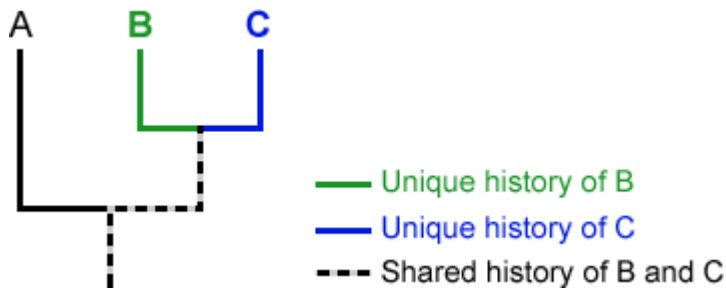 A B C
Unique history of B
Unique history of C
Shared history of B and C